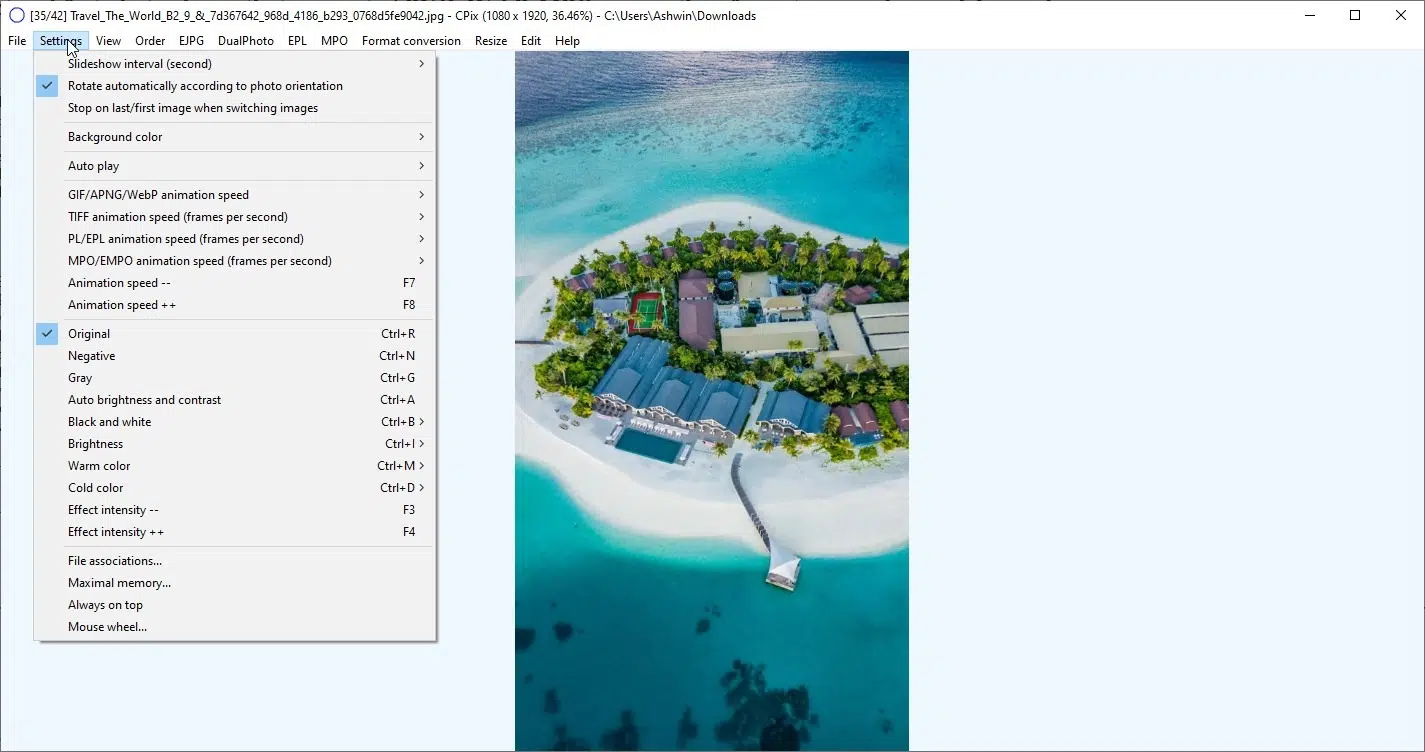 [35/42] Travel_The_World_B2_9_&_7d367642_968d_4186_b293_0768d5fe9042.jpg - CPix (1080 x 1920, 36.46%) - C:\Users\Ashwin\Downloads
File Settings View Order EJPG DualPhoto EPL MPO Format conversion Resize Edit Help
Slideshow interval (second)
Rotate automatically according to photo orientation
Stop on last/first image when switching images
Background color
Auto play
GIF/APNG/WebP animation speed
TIFF animation speed (frames per second)
PL/EPL animation speed (frames per second)
MPO/EMPO animation speed (frames per second)
Animation speed -- F7
Animation speed ++ F8
Original Ctrl+R
Negative Ctrl+N
Gray Ctrl+G
Auto brightness and contrast Ctrl+A
Black and white Ctrl+B
Brightness Ctrl+I
Warm color Ctrl+M
Cold color Ctrl+D
Effect intensity -- F3
Effect intensity ++ F4
File associations...
Maximal memory...
Always on top
Mouse wheel...